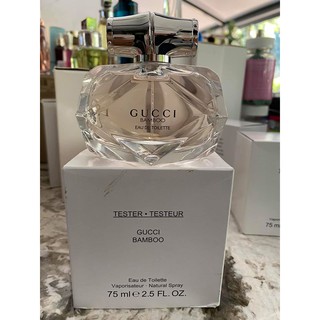 GUCCI
BAMBOO
EAU DE TOILETTE
TESTER • TESTEUR
GUCCI
BAMBOO
Eau de Toilette
Vaporisateur · Natural Spray
75 ml ℮ 2.5 FL. OZ.
75 ml